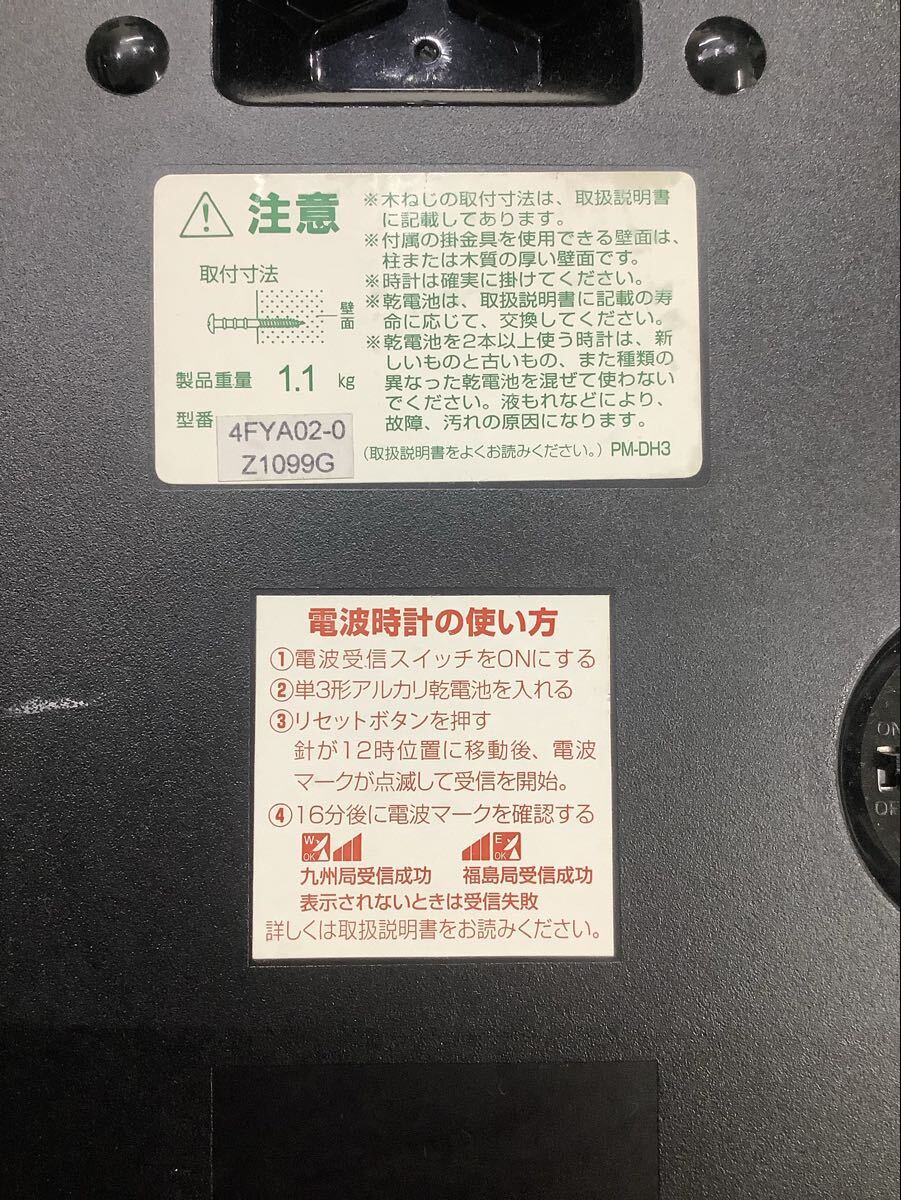 注意
取付寸法
壁面
製品重量 1.1 kg
型番
4FYA02-0
Z1099G
※木ねじの取付寸法は、取扱説明書
に記載してあります。
※付属の掛金具を使用できる壁面は、
柱または木質の厚い壁面です。
※時計は確実に掛けてください。
※乾電池は、取扱説明書に記載の寿
命に応じて、交換してください。
※乾電池を2本以上使う時計は、新
しいものと古いもの、また種類の
異なった乾電池を混ぜて使わない
でください。液もれなどにより、
故障、汚れの原因になります。
(取扱説明書をよくお読みください。) PM-DH3
電波時計の使い方
①電波受信スイッチをONにする
②単3形アルカリ乾電池を入れる
③リセットボタンを押す
針が12時位置に移動後、電波
マークが点滅して受信を開始。
④16分後に電波マークを確認する
W OK E OK
九州局受信成功 福島局受信成功
表示されないときは受信失敗
詳しくは取扱説明書をお読みください。
ON